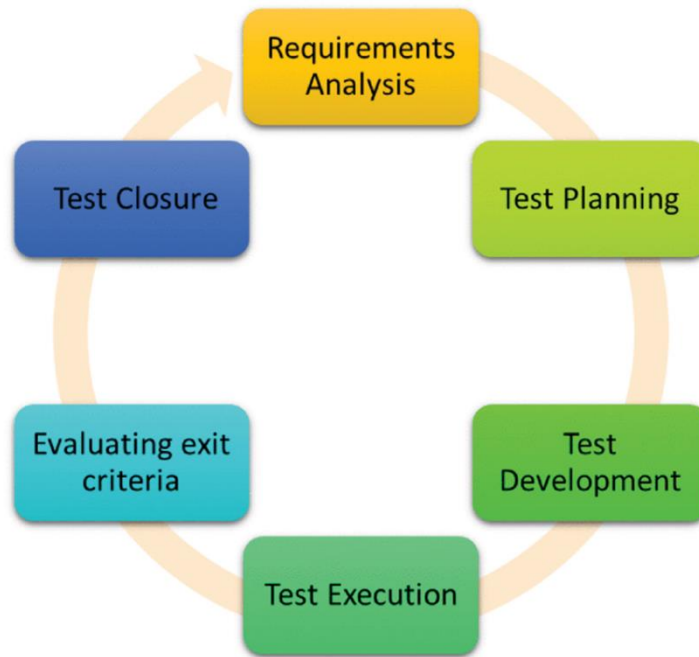 Requirements
Analysis
Test Planning
Test
Development
Test Execution
Evaluating exit
criteria
Test Closure